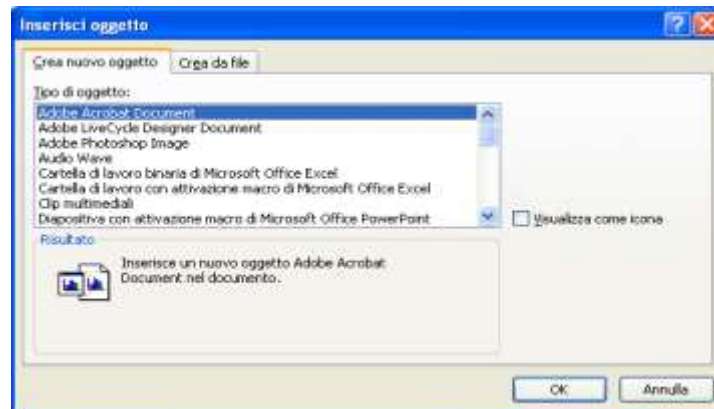 Inserisci oggetto
Crea nuovo oggetto
Crea da file
Tipo di oggetto:
Adobe Acrobat Document
Adobe LiveCycle Designer Document
Adobe Photoshop Image
Audio Wave
Cartella di lavoro binaria di Microsoft Office Excel
Cartella di lavoro con attivazione macro di Microsoft Office Excel
Clip multimediali
Diapositiva con attivazione macro di Microsoft Office PowerPoint
Visualizza come icona
Risultato
Inserisce un nuovo oggetto Adobe Acrobat
Document nel documento.
OK
Annulla